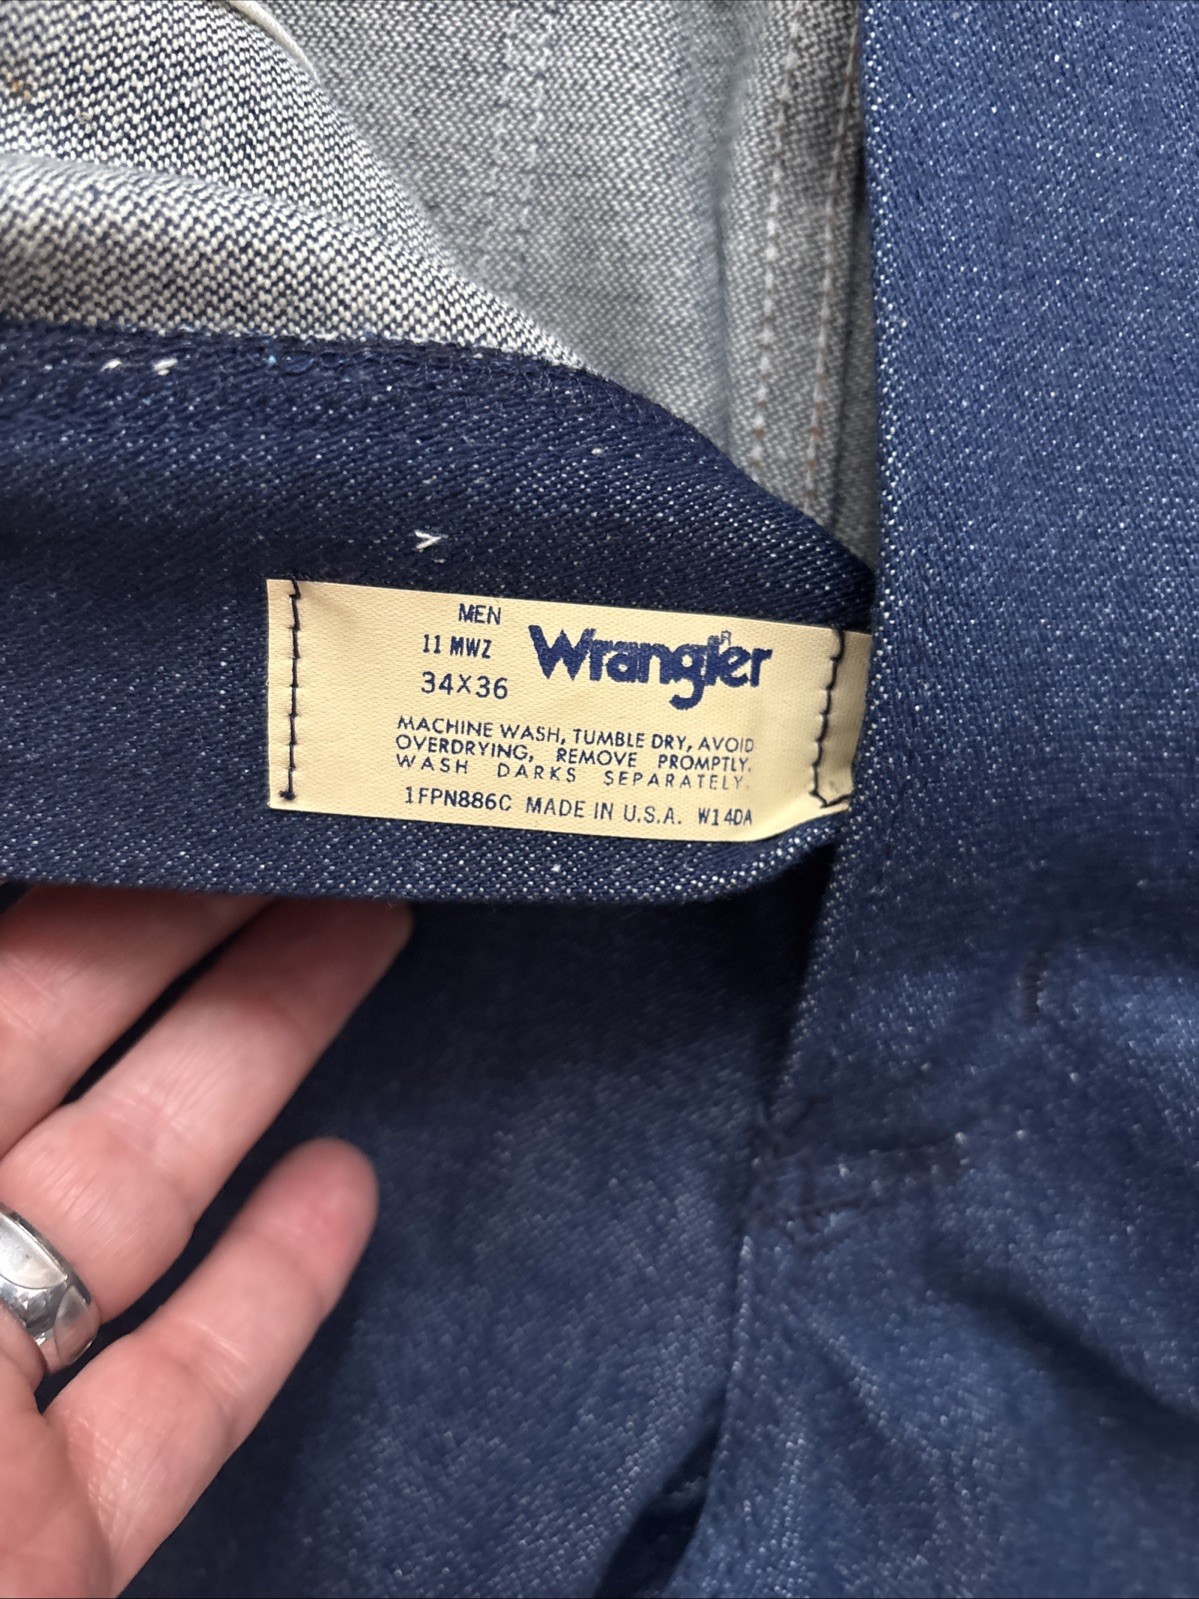 MEN
11 MWZ
34X36
Wrangler®
MACHINE WASH, TUMBLE DRY, AVOID
OVERDRYING, REMOVE PROMPTLY.
WASH DARKS SEPARATELY.
1FPN886C MADE IN U.S.A. W14DA